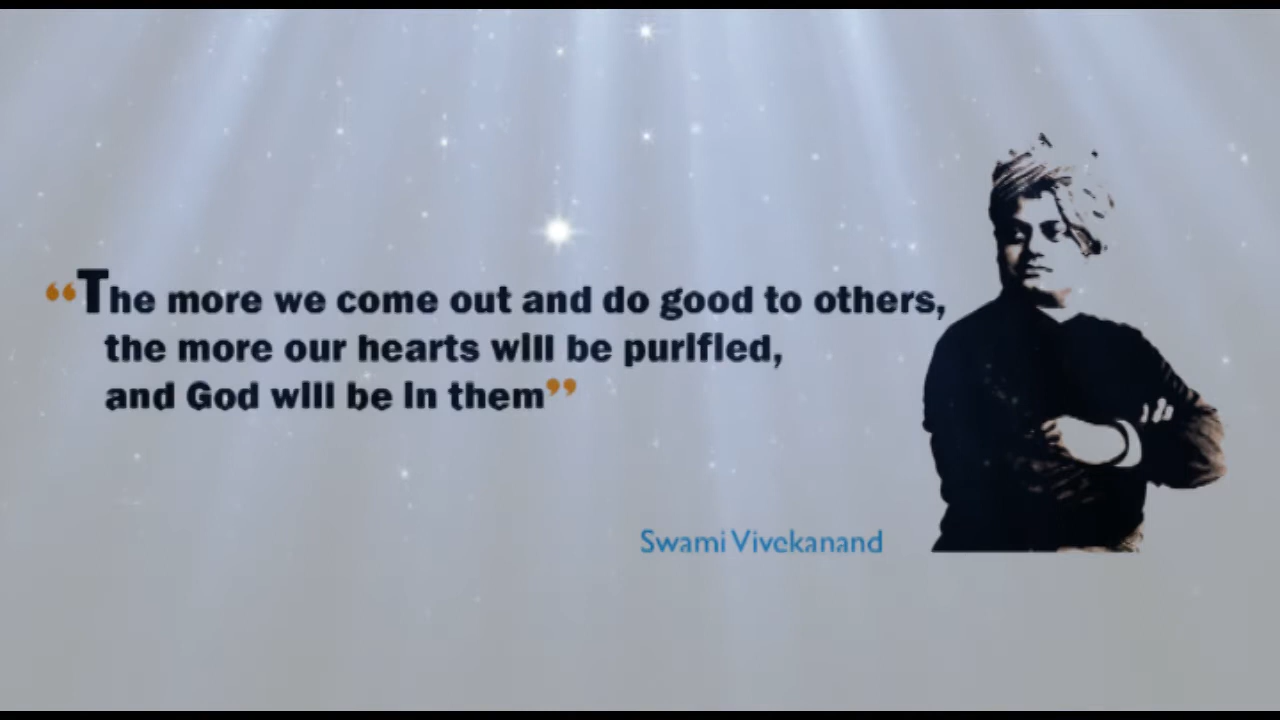 “The more we come out and do good to others,
the more our hearts will be purified,
and God will be in them”
Swami Vivekanand